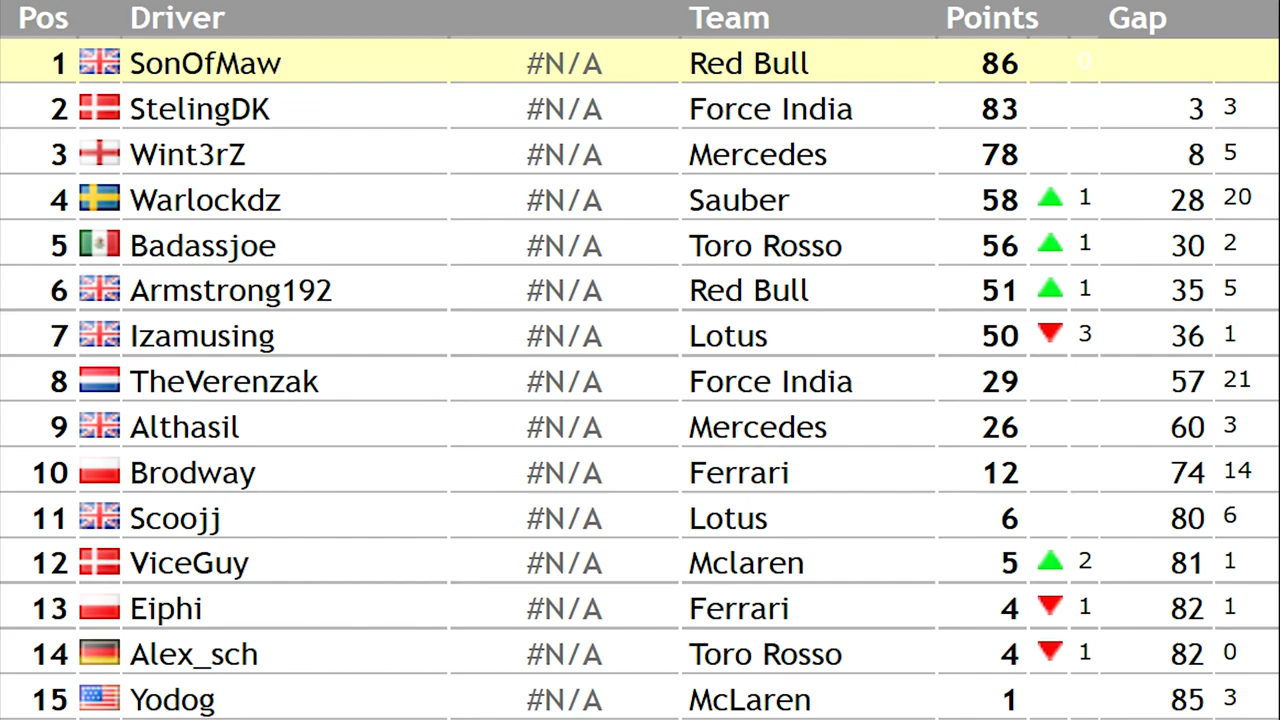 Pos Driver Team Points Gap
1 SonOfMaw #N/A Red Bull 86 0
2 StelingDK #N/A Force India 83 3 3
3 Wint3rZ #N/A Mercedes 78 8 5
4 Warlockdz #N/A Sauber 58 1 28 20
5 Badassjoe #N/A Toro Rosso 56 1 30 2
6 Armstrong192 #N/A Red Bull 51 1 35 5
7 Izamusing #N/A Lotus 50 3 36 1
8 TheVerenzak #N/A Force India 29 57 21
9 Althasil #N/A Mercedes 26 60 3
10 Brodway #N/A Ferrari 12 74 14
11 Scoojj #N/A Lotus 6 80 6
12 ViceGuy #N/A Mclaren 5 2 81 1
13 Eiphi #N/A Ferrari 4 1 82 1
14 Alex_sch #N/A Toro Rosso 4 1 82 0
15 Yodog #N/A McLaren 1 85 3